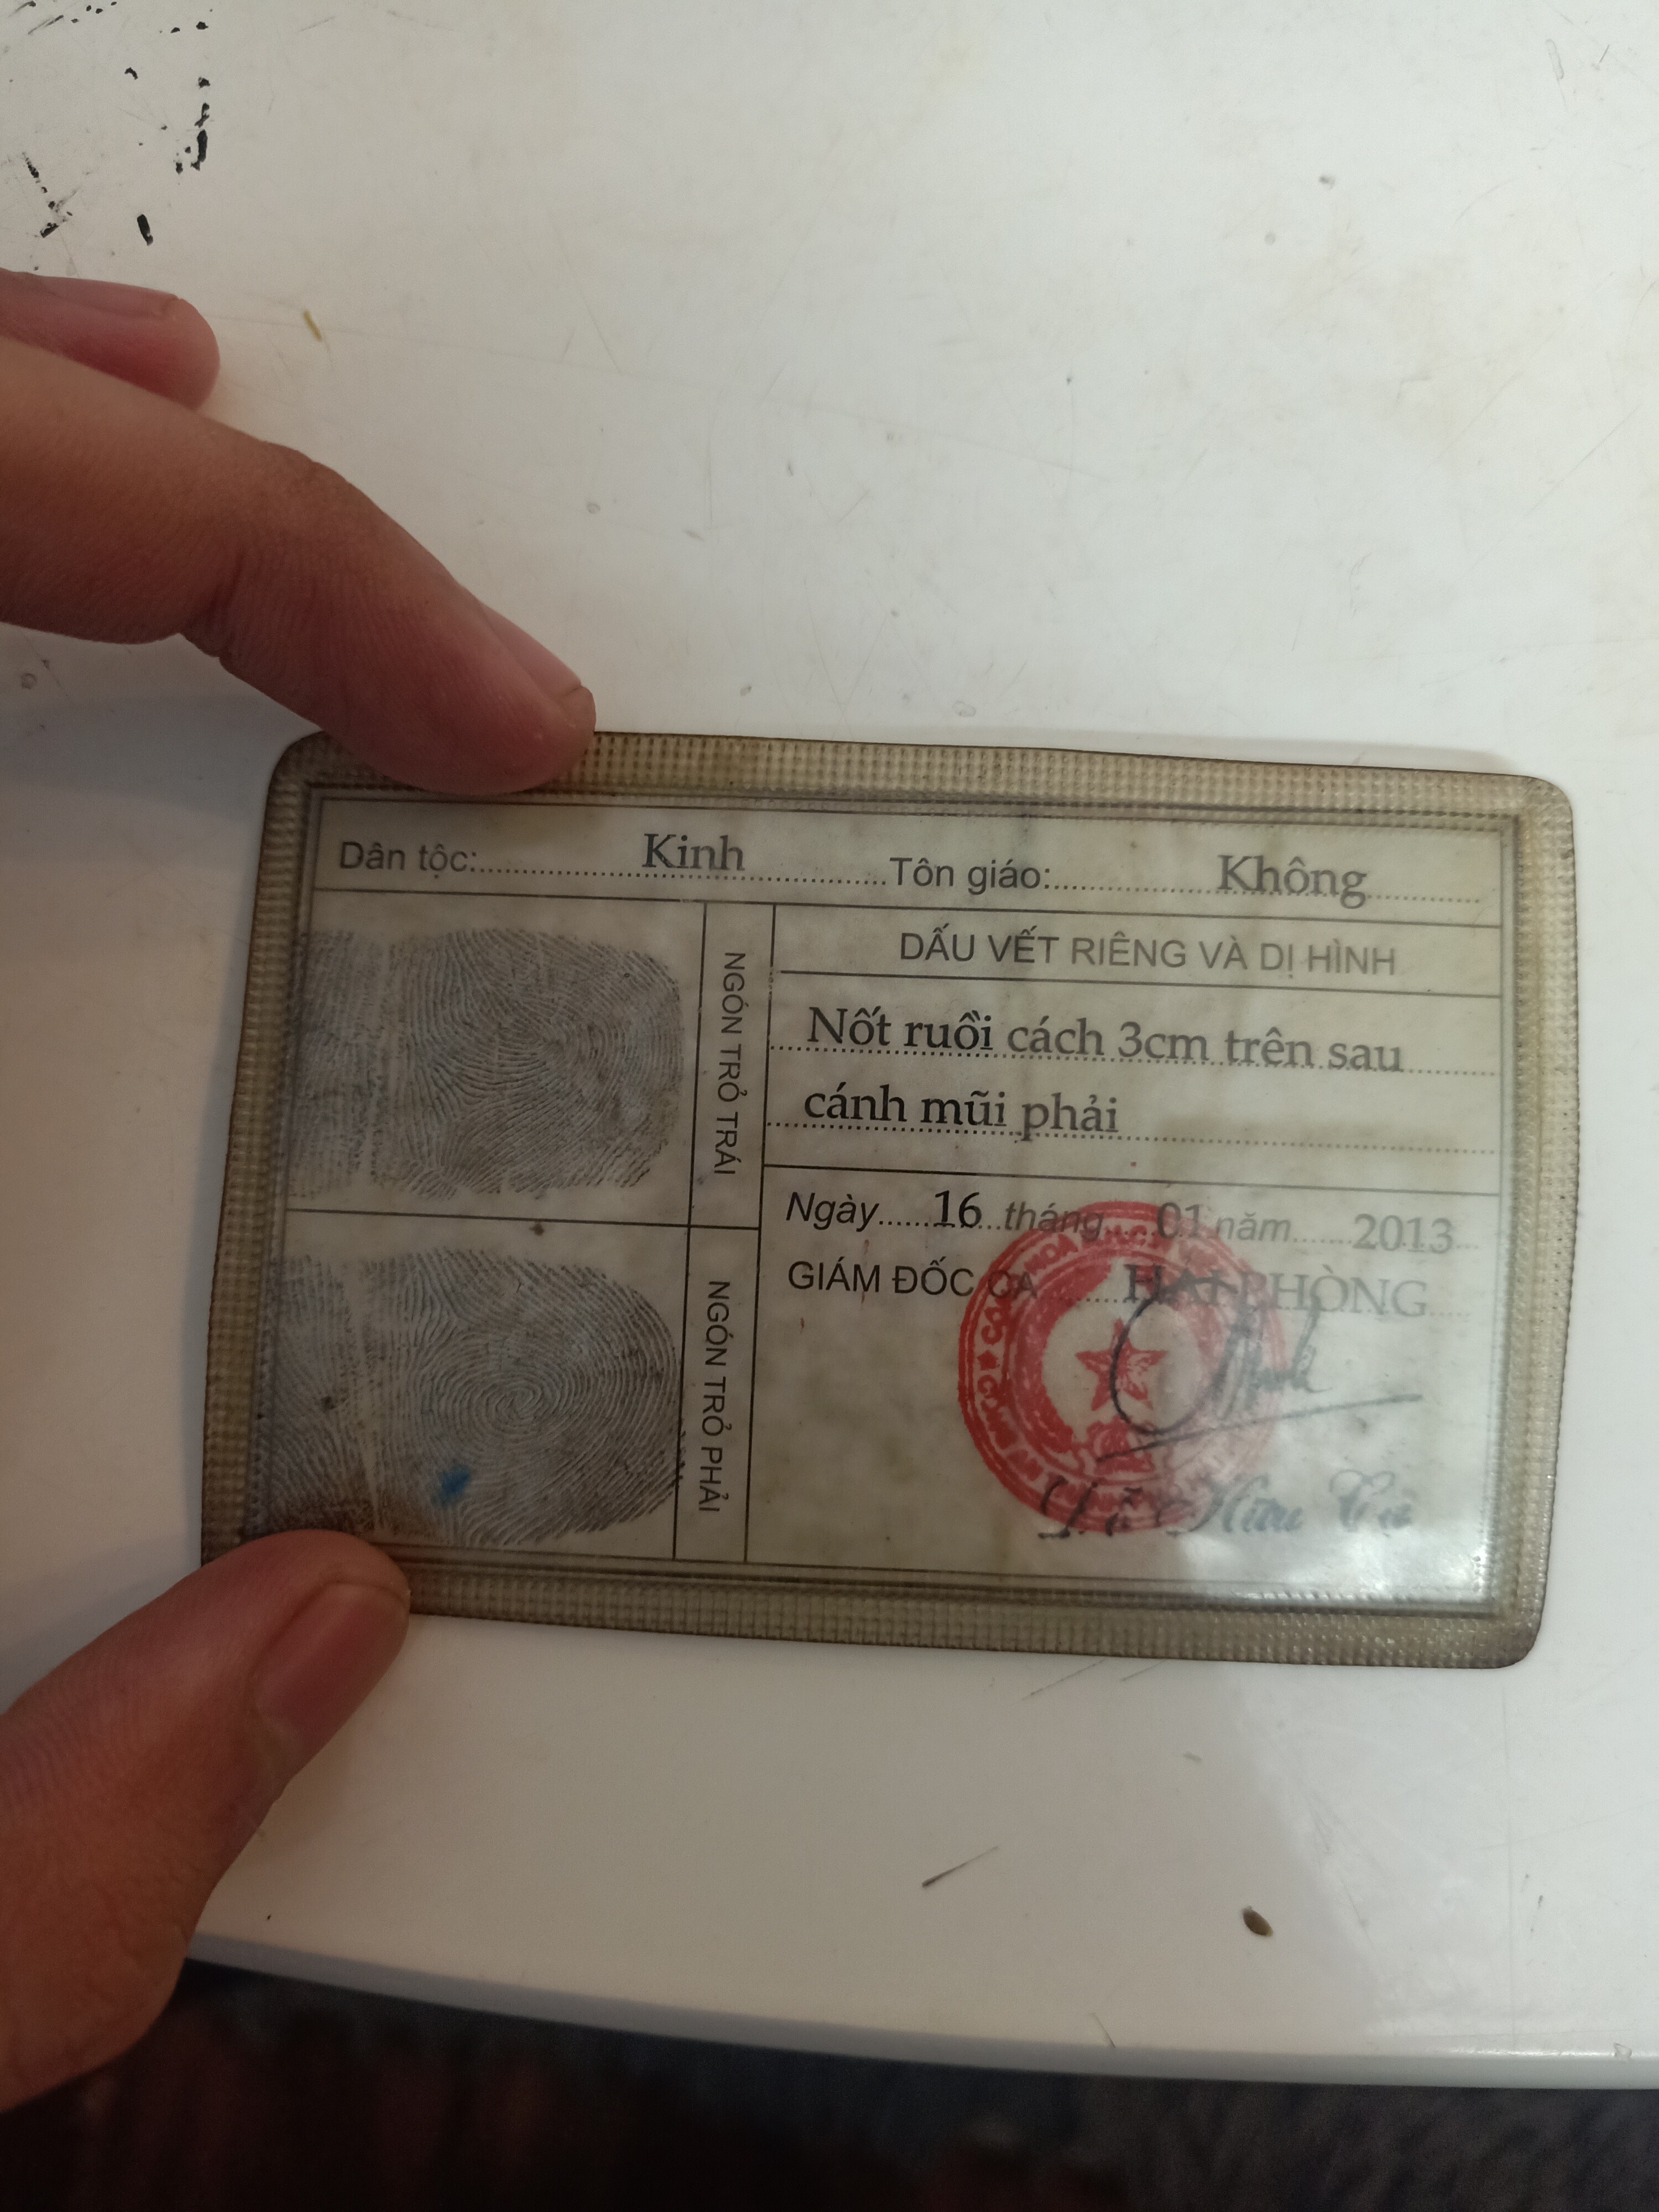 Dân tộc: Kinh Tôn giáo: Không
NGÓN TRỎ TRÁI
DẤU VẾT RIÊNG VÀ DỊ HÌNH
Nốt ruồi cách 3cm trên sau
cánh mũi phải
NGÓN TRỎ PHẢI
Ngày 16 tháng 01 năm 2013
GIÁM ĐỐC CA HẢI PHÒNG